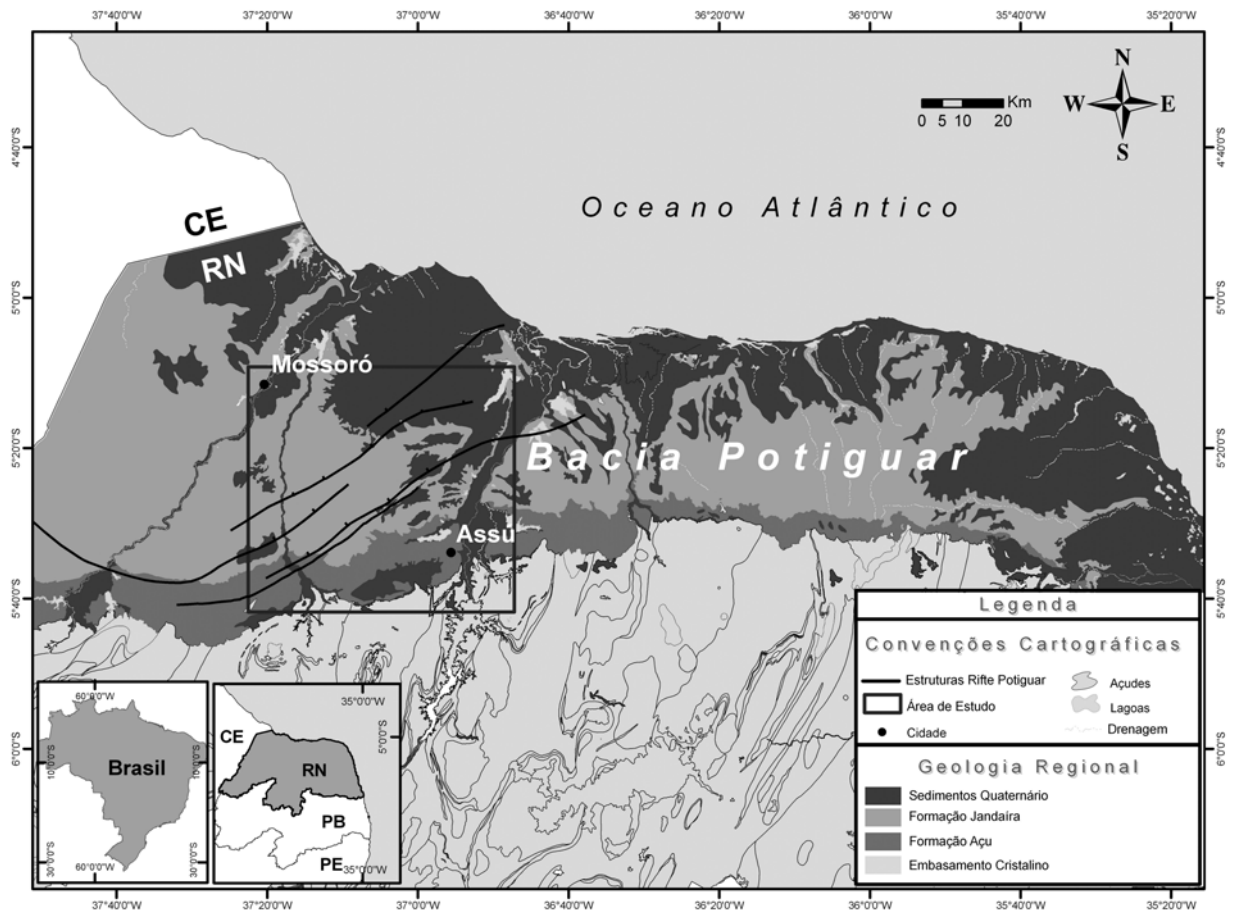 37°40'0"W 37°20'0"W 37°0'0"W 36°40'0"W 36°20'0"W 36°0'0"W 35°40'0"W 35°20'0"W
N
W E
S
Km
0 5 10 20
4°40'0"S 4°40'0"S
Oceano Atlântico
CE
RN
5°0'0"S 5°0'0"S
Mossoró
5°20'0"S 5°20'0"S
Bacia Potiguar
Assú
5°40'0"S 5°40'0"S
Legenda
Convenções Cartográficas
Estruturas Rifte Potiguar
Área de Estudo
Cidade
Açudes
Lagoas
Drenagem
Geologia Regional
Sedimentos Quaternário
Formação Jandaíra
Formação Açu
Embasamento Cristalino
60°0'0"W
10°0'0"S 10°0'0"S
Brasil
30°0'0"S 30°0'0"S
60°0'0"W
35°0'0"W
CE
5°0'0"S
RN
PB
PE
35°0'0"W
6°0'0"S 6°0'0"S
37°40'0"W 37°20'0"W 37°0'0"W 36°40'0"W 36°20'0"W 36°0'0"W 35°40'0"W 35°20'0"W